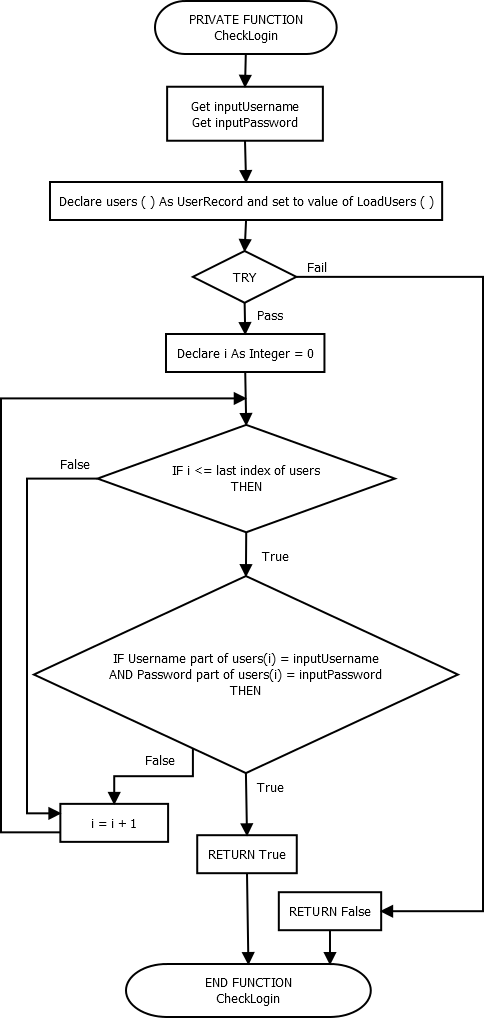 PRIVATE FUNCTION
CheckLogin
Get inputUsername
Get inputPassword
Declare users ( ) As UserRecord and set to value of LoadUsers ( )
TRY
Fail
Pass
Declare i As Integer = 0
False
IF i <= last index of users
THEN
True
IF Username part of users(i) = inputUsername
AND Password part of users(i) = inputPassword
THEN
False
True
i = i + 1
RETURN True
RETURN False
END FUNCTION
CheckLogin